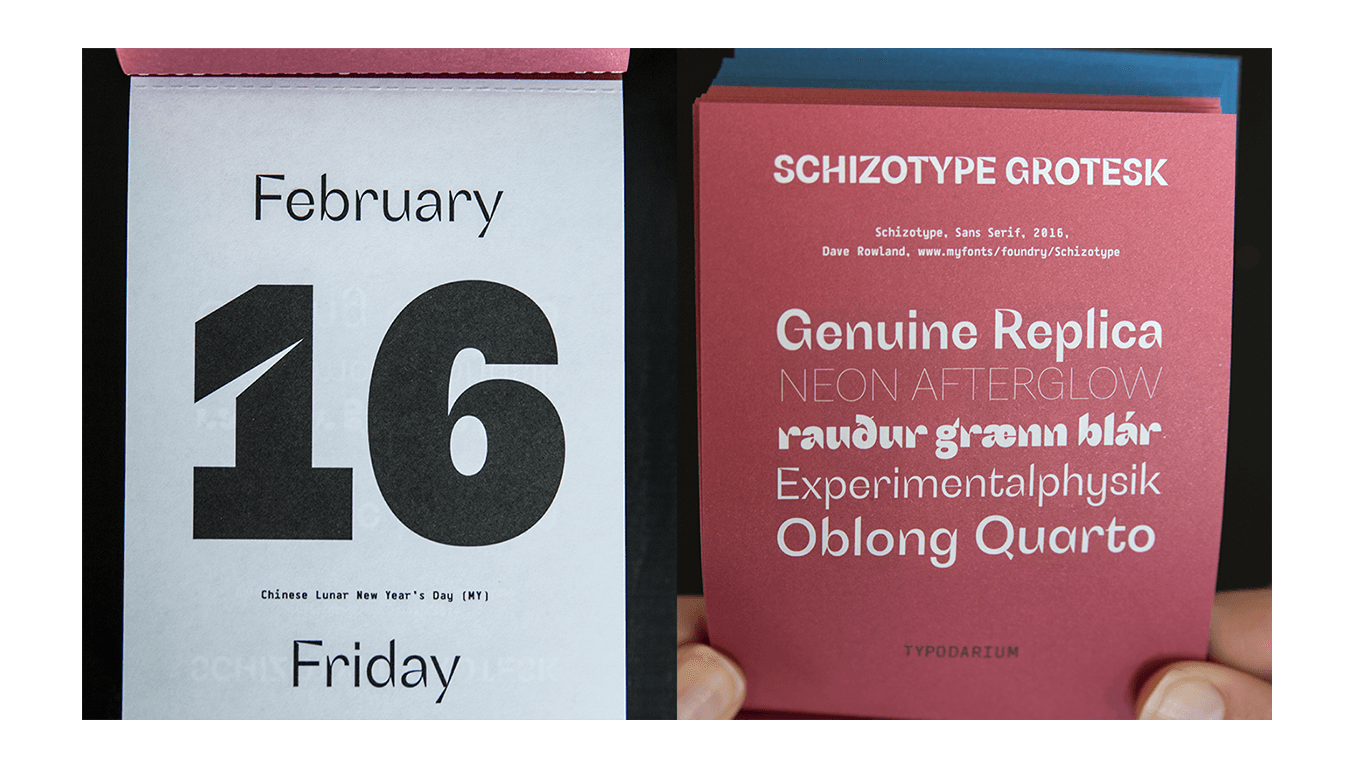 February
16
Chinese Lunar New Year's Day (MY)
Friday
SCHIZOTYPE GROTESK
Schizotype, Sans Serif, 2016,
Dave Rowland, www.myfonts/foundry/Schizotype
Genuine Replica
NEON AFTERGLOW
rauður grænn blár
Experimentalphysik
Oblong Quarto
TYPODARIUM